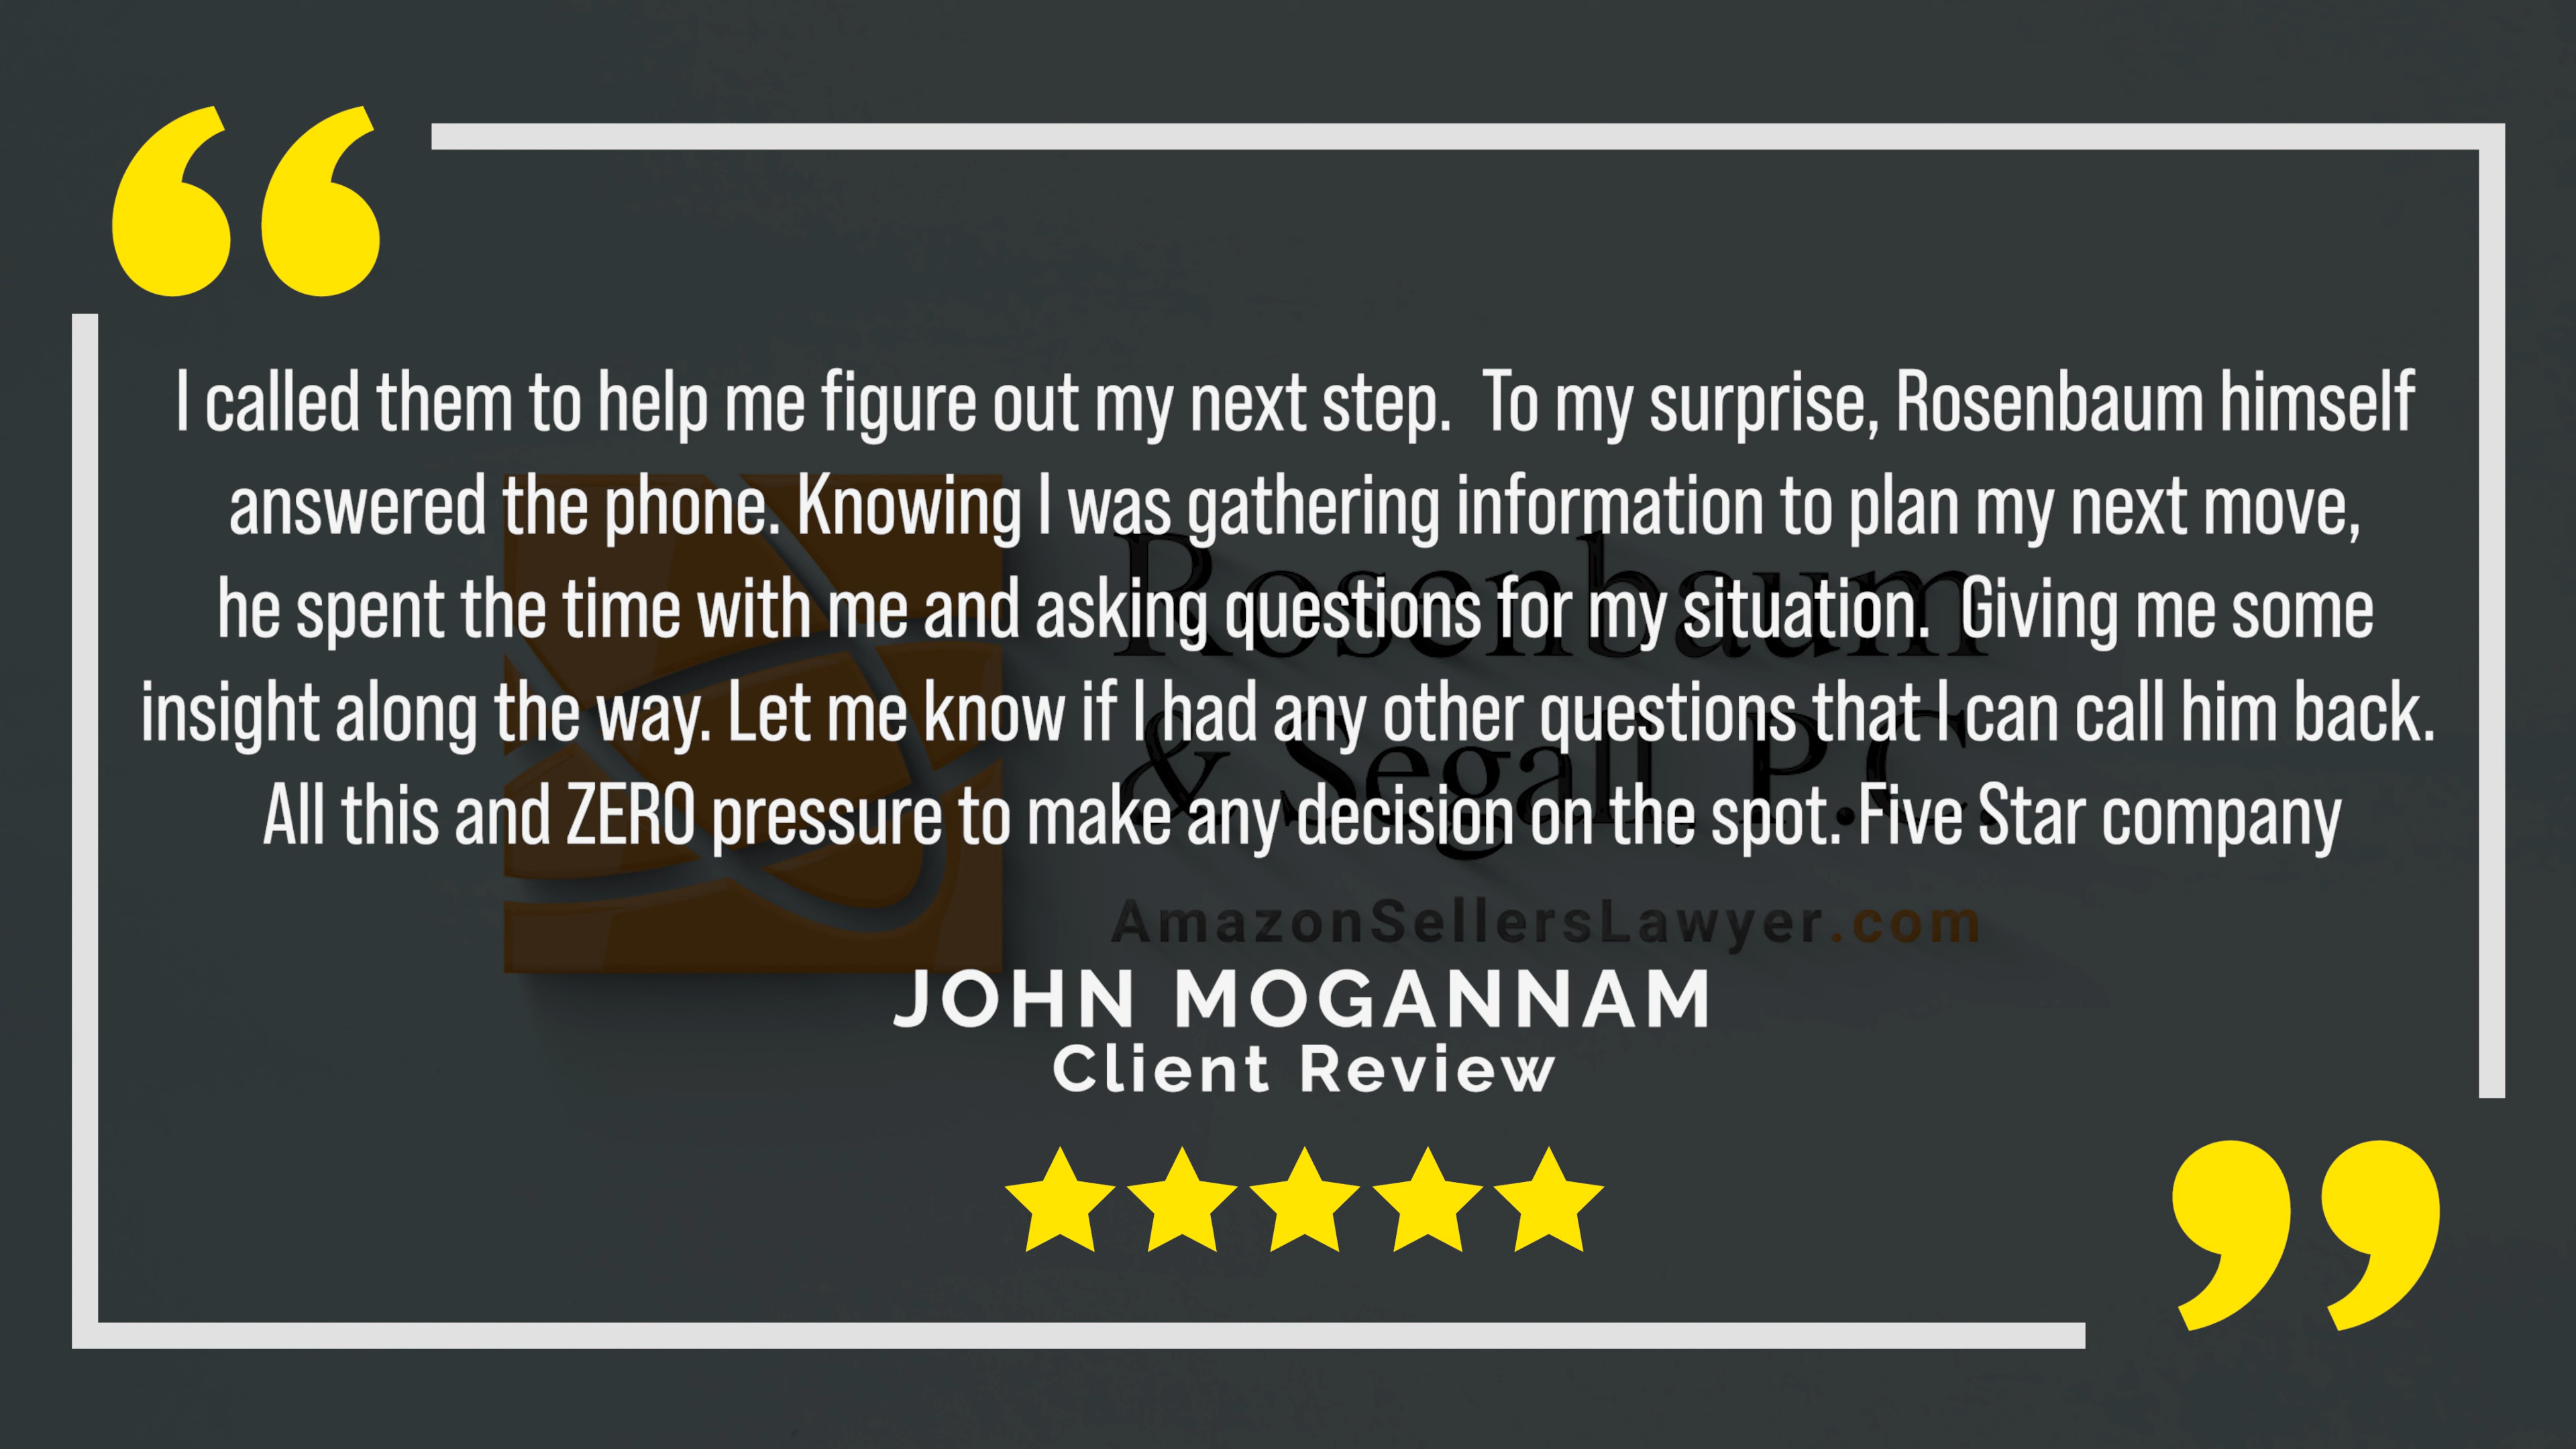 I called them to help me figure out my next step.  To my surprise, Rosenbaum himself
answered the phone. Knowing I was gathering information to plan my next move,
he spent the time with me and asking questions for my situation.  Giving me some
insight along the way. Let me know if I had any other questions that I can call him back.
All this and ZERO pressure to make any decision on the spot. Five Star company
Rosenbaum
& Segall, P.C.
AmazonSellersLawyer.com
JOHN MOGANNAM
Client Review